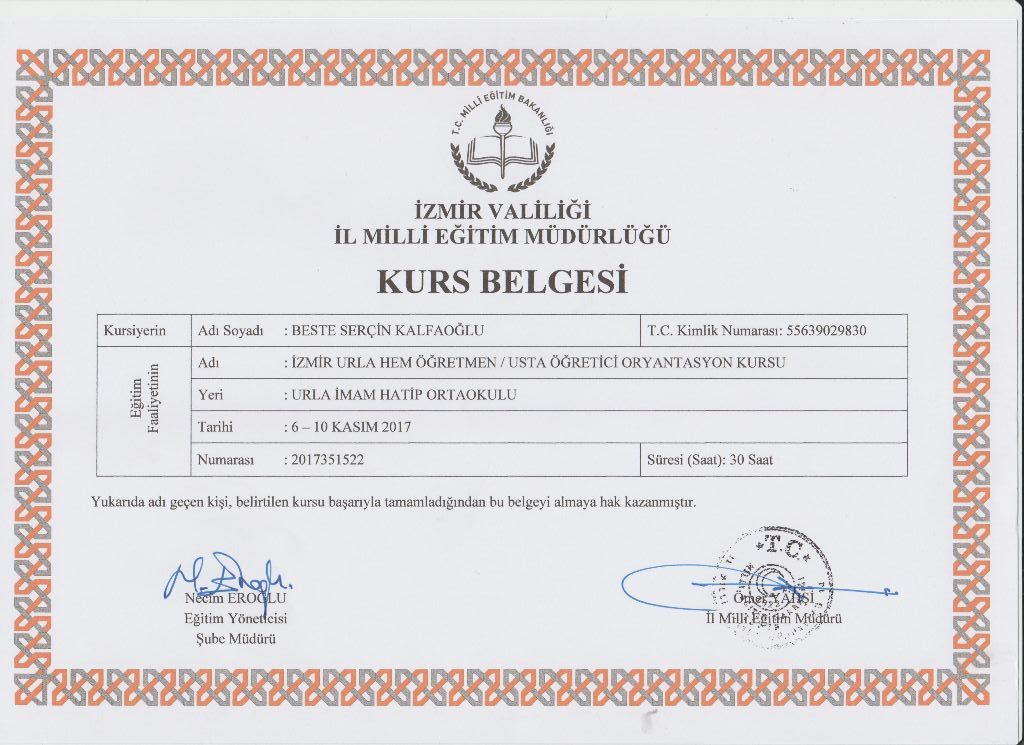 T.C. MİLLÎ EĞİTİM BAKANLIĞI
İZMİR VALİLİĞİ
İL MİLLİ EĞİTİM MÜDÜRLÜĞÜ
KURS BELGESİ
Kursiyerin Adı Soyadı : BESTE SERÇİN KALFAOĞLU T.C. Kimlik Numarası: 55639029830
Eğitim Faaliyetinin
Adı : İZMİR URLA HEM ÖĞRETMEN / USTA ÖĞRETİCİ ORYANTASYON KURSU
Yeri : URLA İMAM HATİP ORTAOKULU
Tarihi : 6 – 10 KASIM 2017
Numarası : 2017351522 Süresi (Saat): 30 Saat
Yukarıda adı geçen kişi, belirtilen kursu başarıyla tamamladığından bu belgeyi almaya hak kazanmıştır.
T.C.
Necim EROĞLU
Eğitim Yöneticisi
Şube Müdürü
Ömer YAHŞİ
İl Milli Eğitim Müdürü